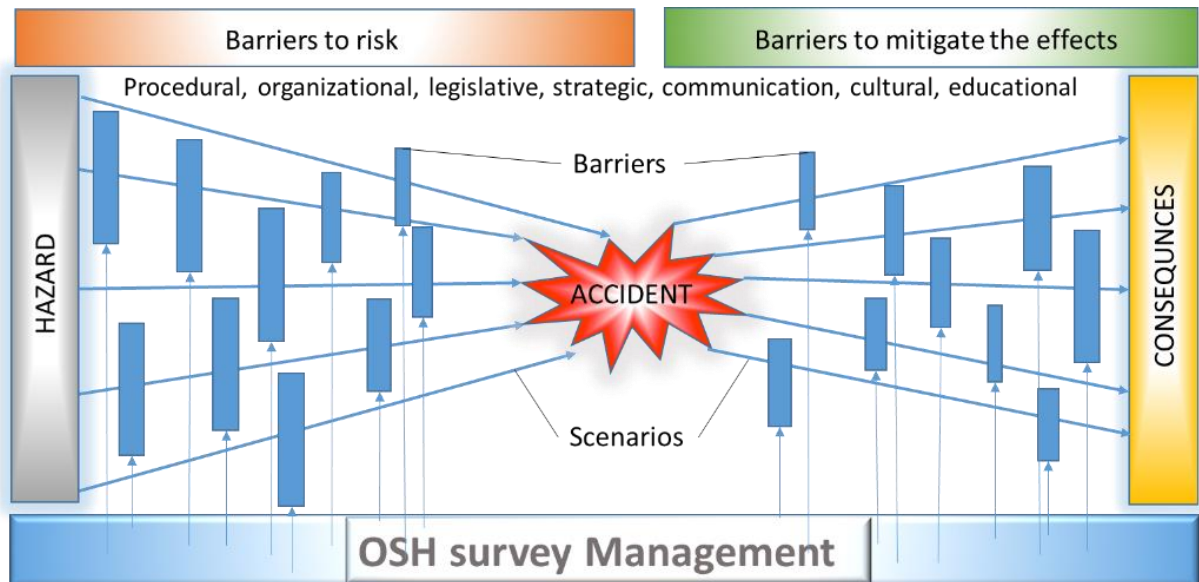 Barriers to risk
Barriers to mitigate the effects
Procedural, organizational, legislative, strategic, communication, cultural, educational
HAZARD
Barriers
ACCIDENT
Scenarios
CONSEQUNCES
OSH survey Management